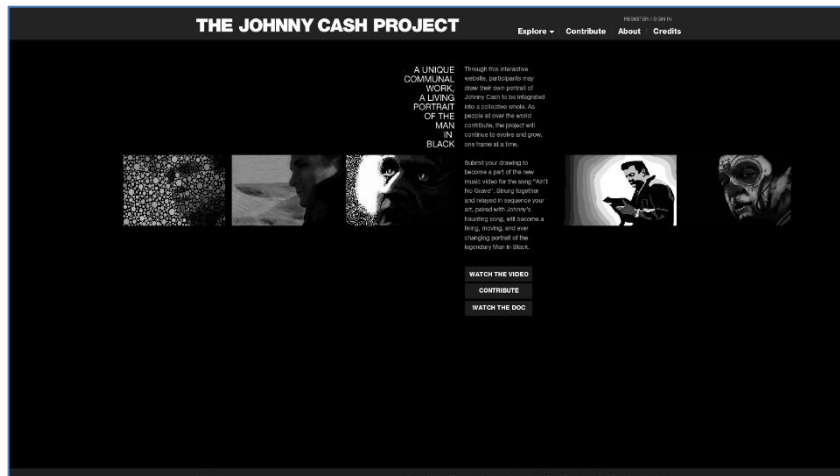 REGISTER / SIGN IN
THE JOHNNY CASH PROJECT
Explore
Contribute
About
Credits
A UNIQUE
COMMUNAL
WORK,
A LIVING
PORTRAIT
OF THE
MAN
IN
BLACK
Through this interactive
website, participants may
draw their own portrait of
Johnny Cash to be integrated
into a collective whole. As
people all over the world
contribute, the project will
continue to evolve and grow,
one frame at a time.
Submit your drawing to
become a part of the new
music video for the song "Ain't
No Grave". Strung together
and replayed in sequence your
art, paired with Johnny's
haunting song, will become a
living, moving, and ever
changing portrait of the
legendary Man in Black.
WATCH THE VIDEO
CONTRIBUTE
WATCH THE DOC